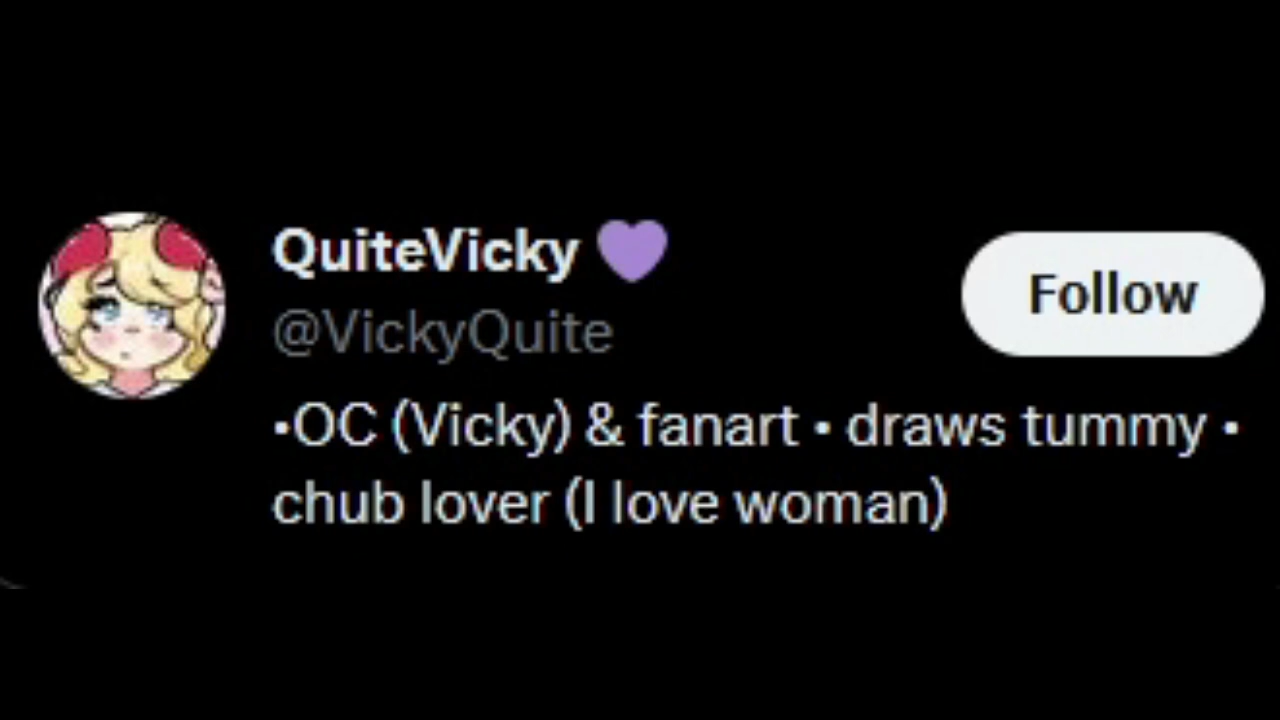 QuiteVicky 💜
@VickyQuite
Follow
•OC (Vicky) & fanart • draws tummy •
chub lover (I love woman)